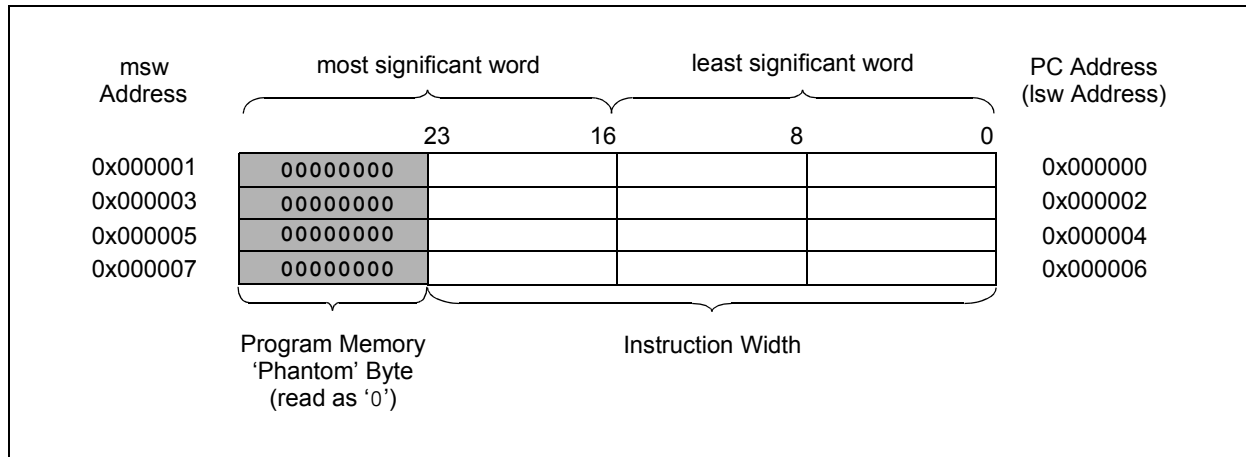 msw
Address
most significant word
least significant word
PC Address
(lsw Address)
23
16
8
0
0x000001
00000000
0x000000
0x000003
00000000
0x000002
0x000005
00000000
0x000004
0x000007
00000000
0x000006
Program Memory
‘Phantom’ Byte
(read as ‘0’)
Instruction Width